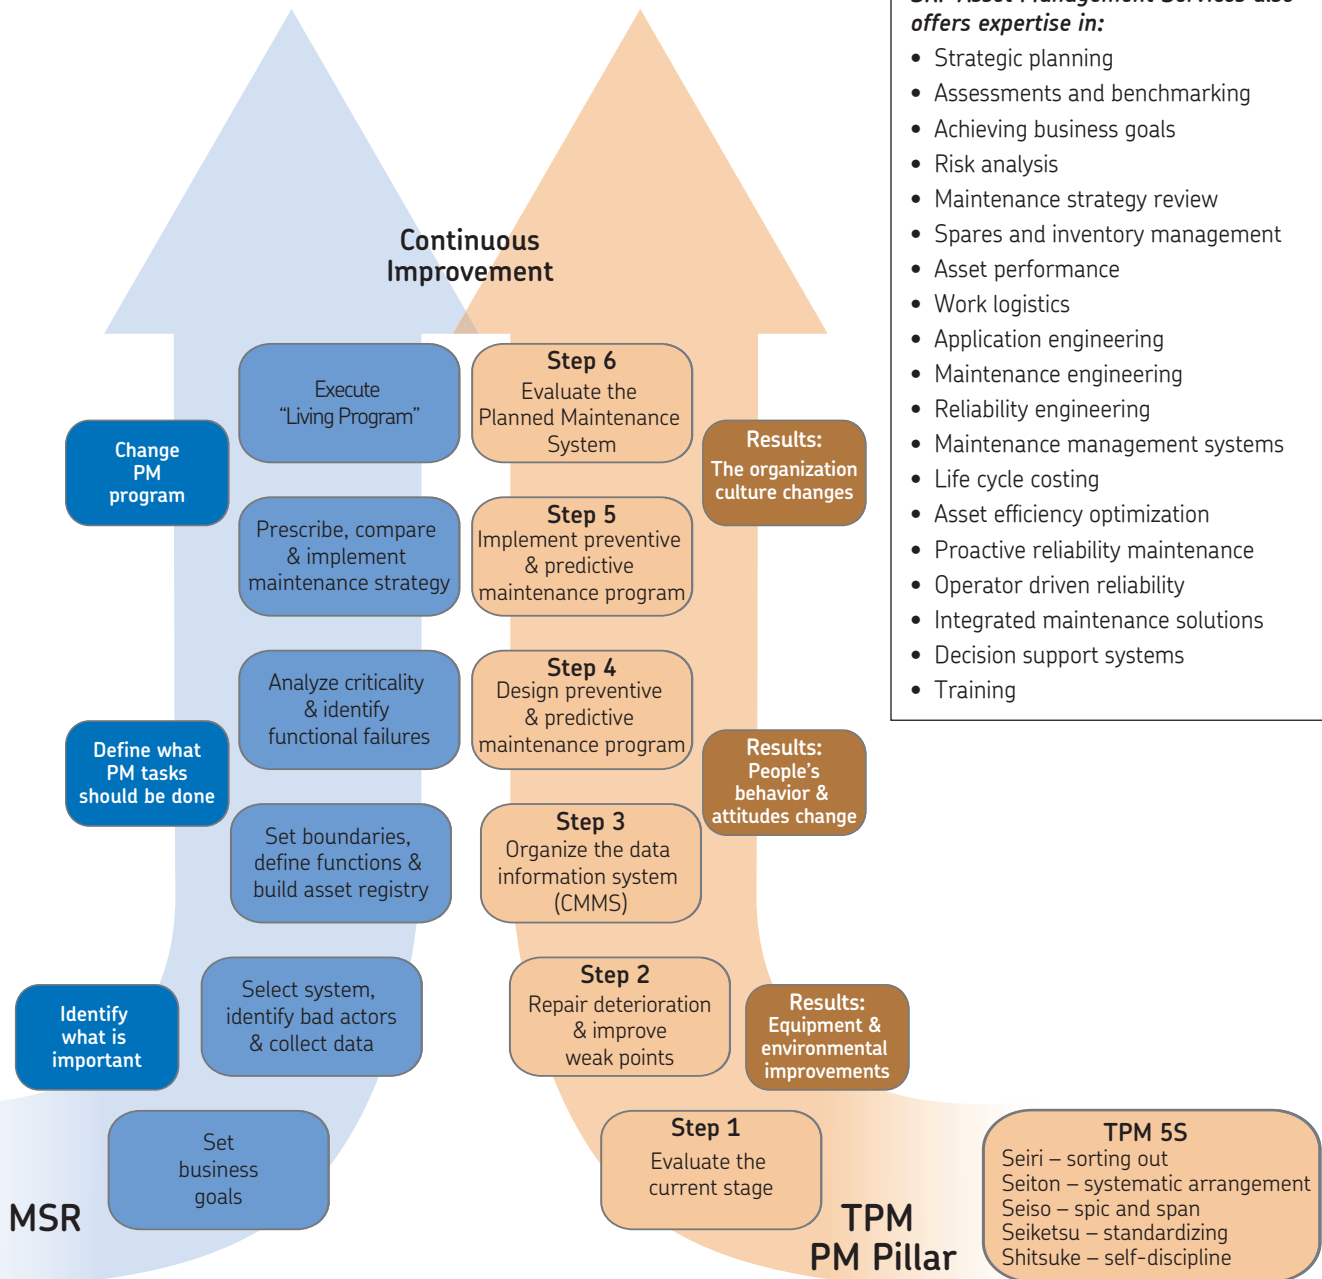 offers expertise in:
• Strategic planning
• Assessments and benchmarking
• Achieving business goals
• Risk analysis
• Maintenance strategy review
• Spares and inventory management
• Asset performance
• Work logistics
• Application engineering
• Maintenance engineering
• Reliability engineering
• Maintenance management systems
• Life cycle costing
• Asset efficiency optimization
• Proactive reliability maintenance
• Operator driven reliability
• Integrated maintenance solutions
• Decision support systems
• Training
Continuous
Improvement
Execute
“Living Program”
Step 6
Evaluate the
Planned Maintenance
System
Change
PM
program
Results:
The organization
culture changes
Prescribe, compare
& implement
maintenance strategy
Step 5
Implement preventive
& predictive
maintenance program
Analyze criticality
& identify
functional failures
Step 4
Design preventive
& predictive
maintenance program
Define what
PM tasks
should be done
Results:
People’s
behavior &
attitudes change
Set boundaries,
define functions &
build asset registry
Step 3
Organize the data
information system
(CMMS)
Select system,
identify bad actors
& collect data
Step 2
Repair deterioration
& improve
weak points
Identify
what is
important
Results:
Equipment &
environmental
improvements
Set
business
goals
Step 1
Evaluate the
current stage
MSR
TPM
PM Pillar
TPM 5S
Seiri – sorting out
Seiton – systematic arrangement
Seiso – spic and span
Seiketsu – standardizing
Shitsuke – self-discipline